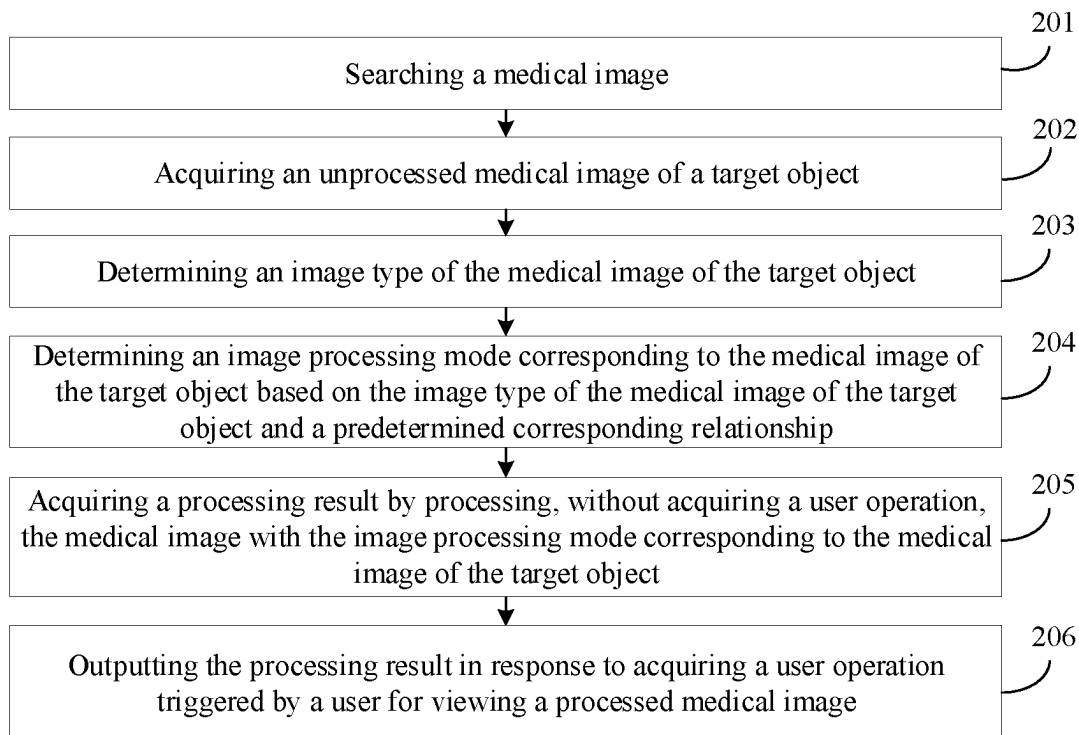 201
Searching a medical image
202
Acquiring an unprocessed medical image of a target object
203
Determining an image type of the medical image of the target object
204
Determining an image processing mode corresponding to the medical image of
the target object based on the image type of the medical image of the target
object and a predetermined corresponding relationship
205
Acquiring a processing result by processing, without acquiring a user operation,
the medical image with the image processing mode corresponding to the medical
image of the target object
206
Outputting the processing result in response to acquiring a user operation
triggered by a user for viewing a processed medical image